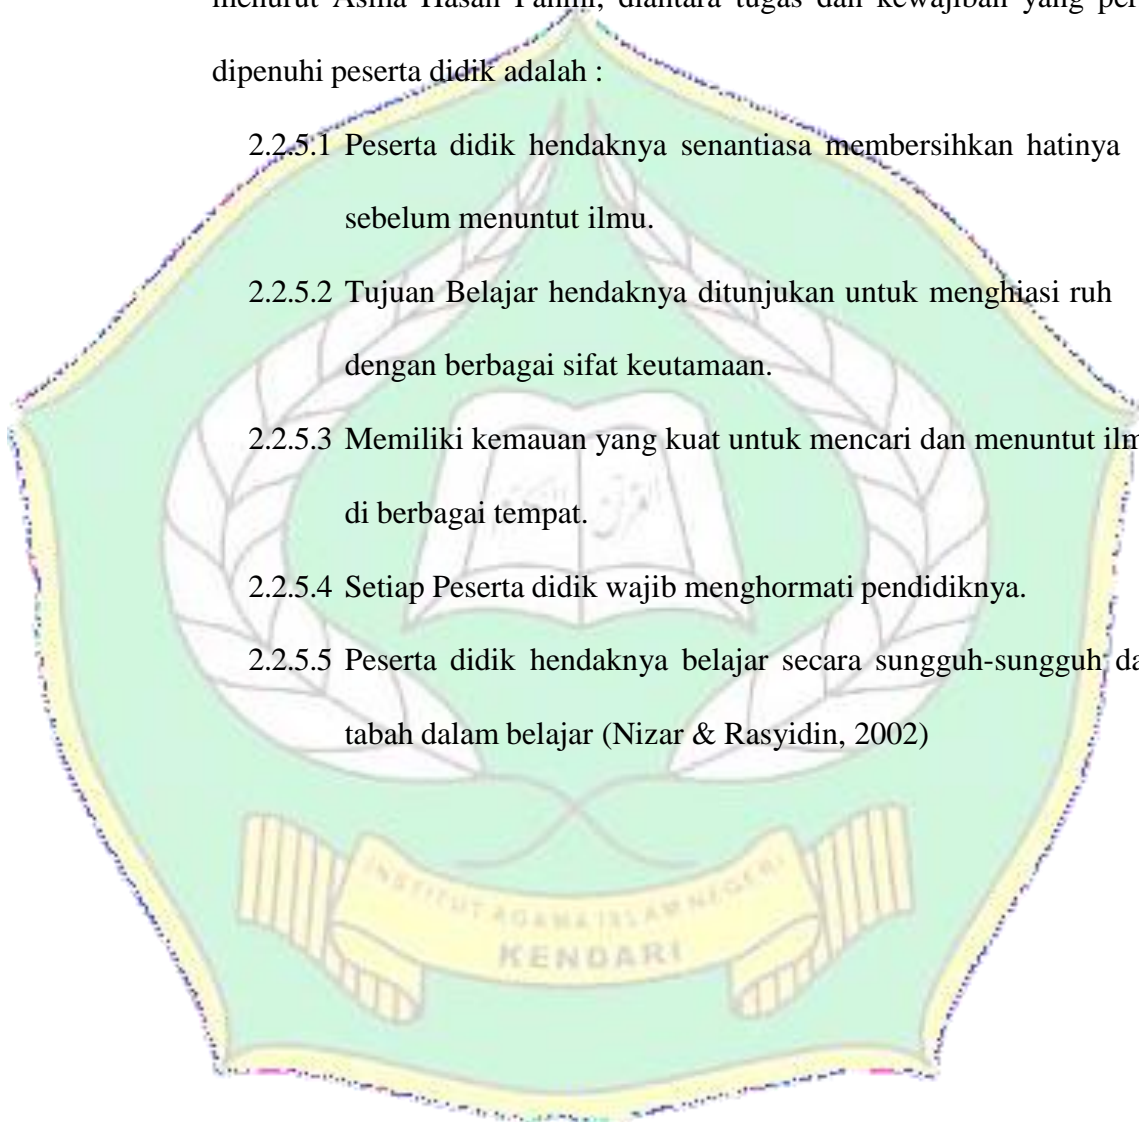 menurut Asma Hasan Fahmi, diantara tugas dan kewajiban yang
dipenuhi peserta didik adalah :
2.2.5.1 Peserta didik hendaknya senantiasa membersihkan hatinya
sebelum menuntut ilmu.
2.2.5.2 Tujuan Belajar hendaknya ditunjukan untuk menghiasi ruh
dengan berbagai sifat keutamaan.
2.2.5.3 Memiliki kemauan yang kuat untuk mencari dan menuntut
di berbagai tempat.
2.2.5.4 Setiap Peserta didik wajib menghormati pendidiknya.
2.2.5.5 Peserta didik hendaknya belajar secara sungguh-sungguh
tabah dalam belajar (Nizar & Rasyidin, 2002)
INSTITUT AGAMA ISLAM NEGERI
KENDARI